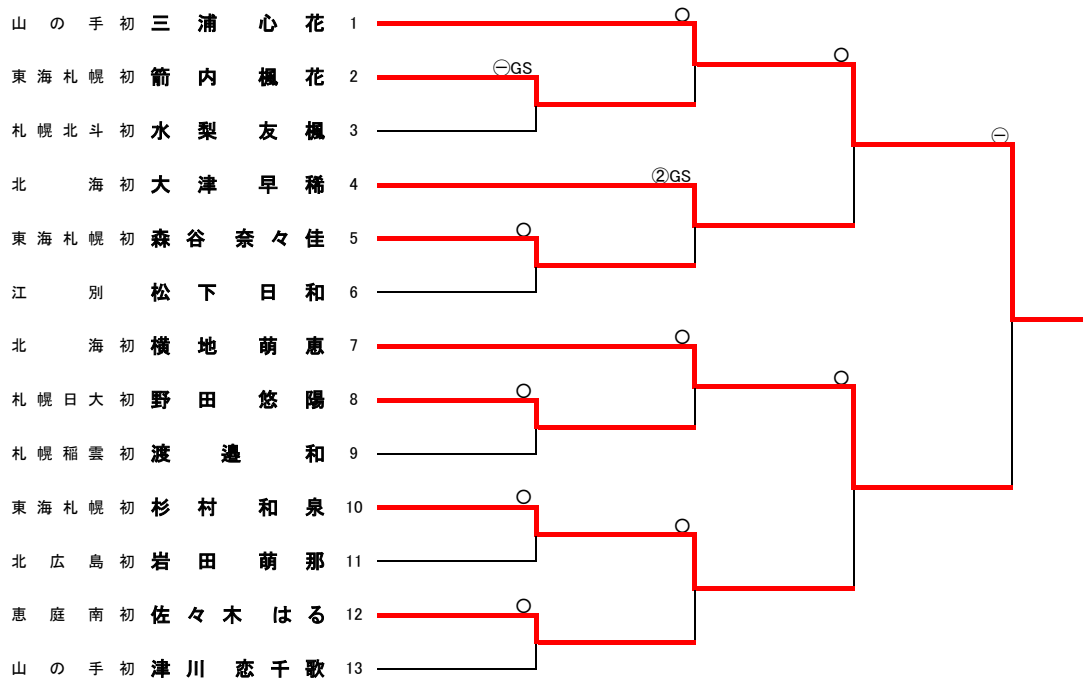 山の手 初 三浦心花 1 ○
○
東海札幌 初 箭内楓花 2 ㊀GS
札幌北斗 初 水梨友楓 3
㊀
北海 初 大津早稀 4 ②GS
東海札幌 初 森谷奈々佳 5 ○
江別 松下日和 6
北海 初 横地萌恵 7 ○
○
札幌日大 初 野田悠陽 8 ○
札幌稲雲 初 渡邉和 9
東海札幌 初 杉村和泉 10 ○
○
北広島 初 岩田萌那 11
恵庭南 初 佐々木はる 12 ○
山の手 初 津川恋千歌 13